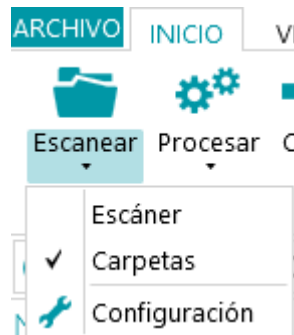 ARCHIVO INICIO
Escanear Procesar
Escáner
Carpetas
Configuración